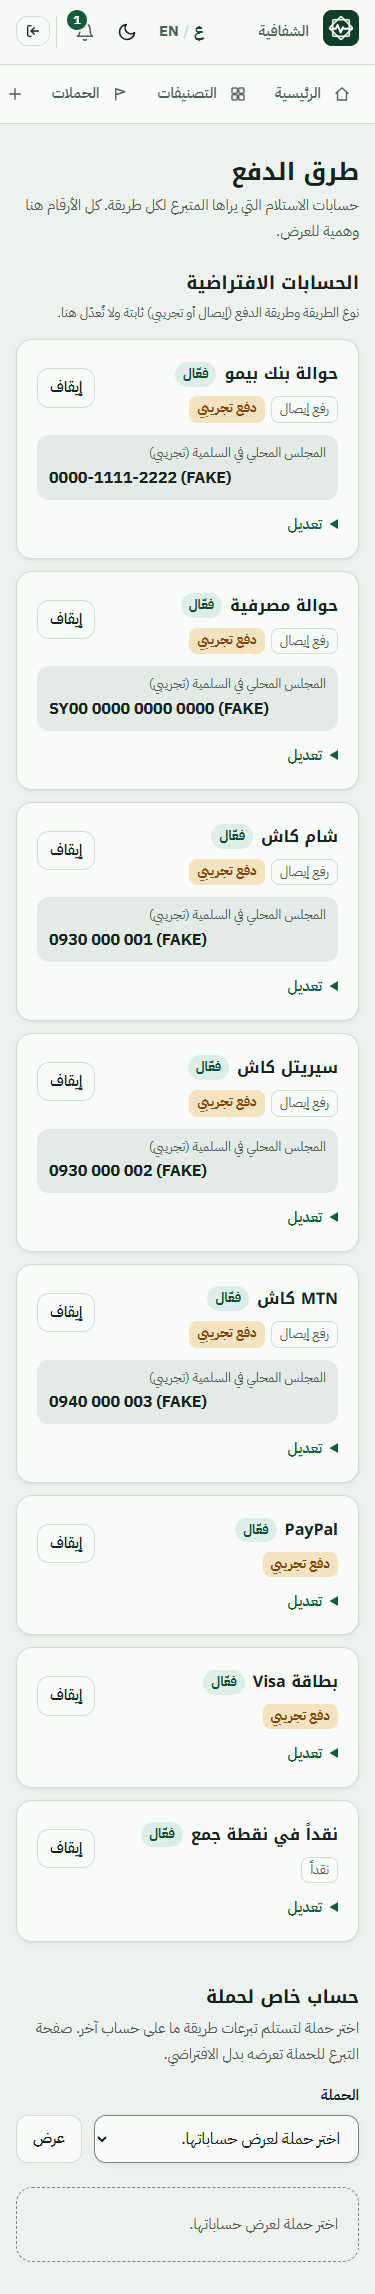 الشفافية
ع / EN
1
الرئيسية
التصنيفات
الحملات
طرق الدفع
حسابات الاستلام التي يراها المتبرع لكل طريقة. كل الأرقام هنا
وهمية للعرض.
الحسابات الافتراضية
نوع الطريقة وطريقة الدفع (إيصال أو تجريبي) ثابتة ولا تُعدّل هنا.
حوالة بنك بيمو
فعّال
إيقاف
رفع إيصال
دفع تجريبي
المجلس المحلي في السلمية (تجريبي)
0000-1111-2222 (FAKE)
تعديل
حوالة مصرفية
فعّال
إيقاف
رفع إيصال
دفع تجريبي
المجلس المحلي في السلمية (تجريبي)
SY00 0000 0000 0000 (FAKE)
تعديل
شام كاش
فعّال
إيقاف
رفع إيصال
دفع تجريبي
المجلس المحلي في السلمية (تجريبي)
0930 000 001 (FAKE)
تعديل
سيريتل كاش
فعّال
إيقاف
رفع إيصال
دفع تجريبي
المجلس المحلي في السلمية (تجريبي)
0930 000 002 (FAKE)
تعديل
MTN كاش
فعّال
إيقاف
رفع إيصال
دفع تجريبي
المجلس المحلي في السلمية (تجريبي)
0940 000 003 (FAKE)
تعديل
PayPal
فعّال
إيقاف
دفع تجريبي
تعديل
بطاقة Visa
فعّال
إيقاف
دفع تجريبي
تعديل
نقداً في نقطة جمع
فعّال
إيقاف
نقداً
تعديل
حساب خاص لحملة
اختر حملة لتستلم تبرعات طريقة ما على حساب آخر. صفحة
التبرع للحملة تعرضه بدل الافتراضي.
الحملة
اختر حملة لعرض حساباتها.
عرض
اختر حملة لعرض حساباتها.